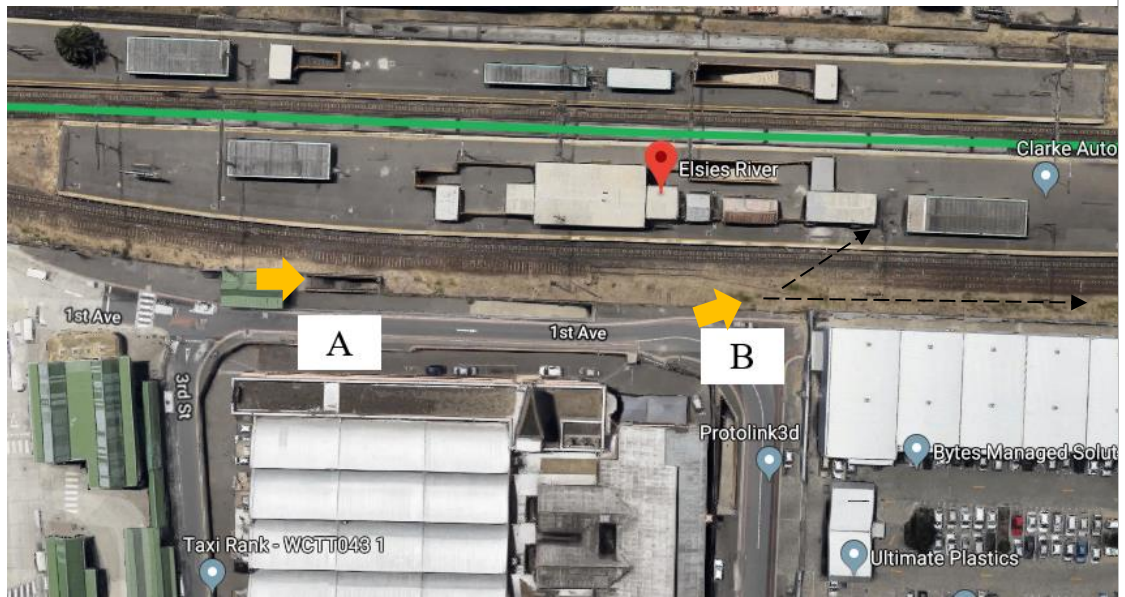 Clarke Auto
Elsies River
1st Ave
1st Ave
A
B
3rd St
Protolink3d
Bytes Managed Solut
Taxi Rank - WCTT043 1
Ultimate Plastics